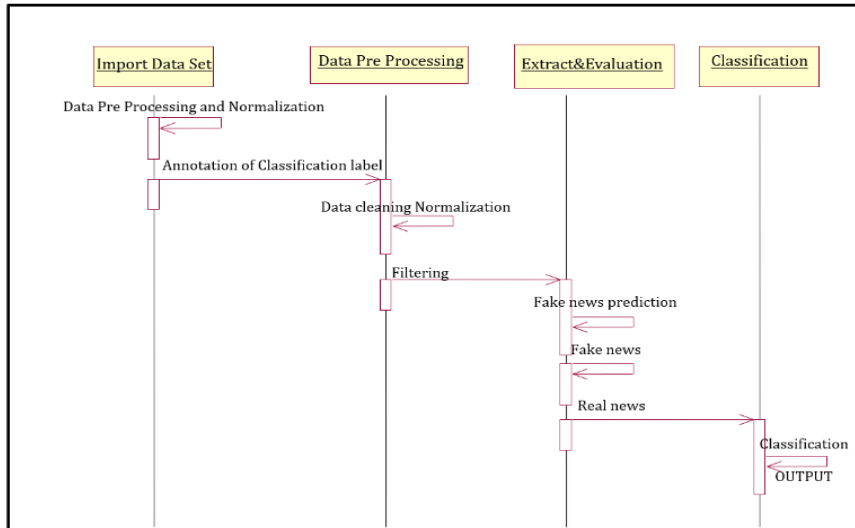 Import Data Set
Data Pre Processing
Extract&Evaluation
Classification
Data Pre Processing and Normalization
Annotation of Classification label
Data cleaning Normalization
Filtering
Fake news prediction
Fake news
Real news
Classification
OUTPUT